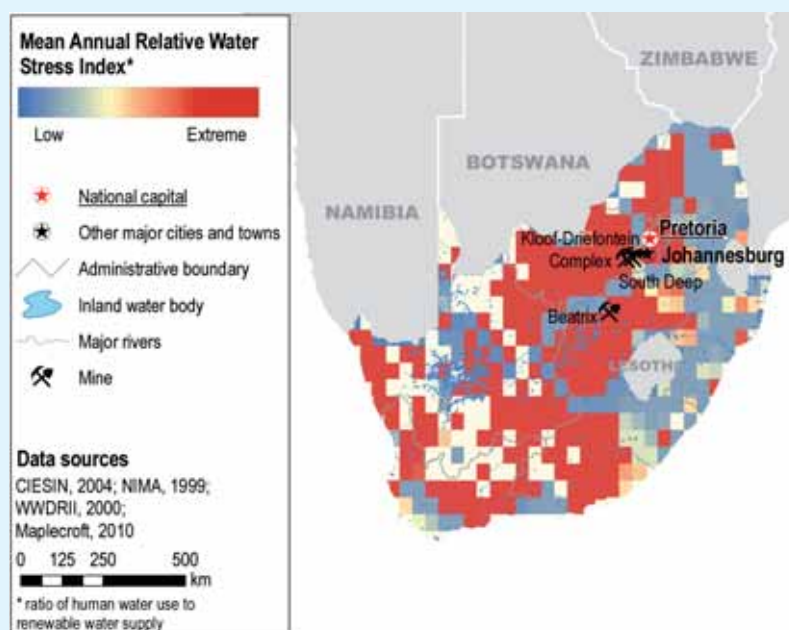 Mean Annual Relative Water
Stress Index*
Low Extreme
National capital
Other major cities and towns
Administrative boundary
Inland water body
Major rivers
Mine
Data sources
CIESIN, 2004; NIMA, 1999;
WWDRII, 2000;
Maplecroft, 2010
0 125 250 500
km
* ratio of human water use to
renewable water supply
ZIMBABWE
BOTSWANA
NAMIBIA
Pretoria
Kloof-Driefontein
Complex
Johannesburg
South Deep
Beatrix
LESOTHO